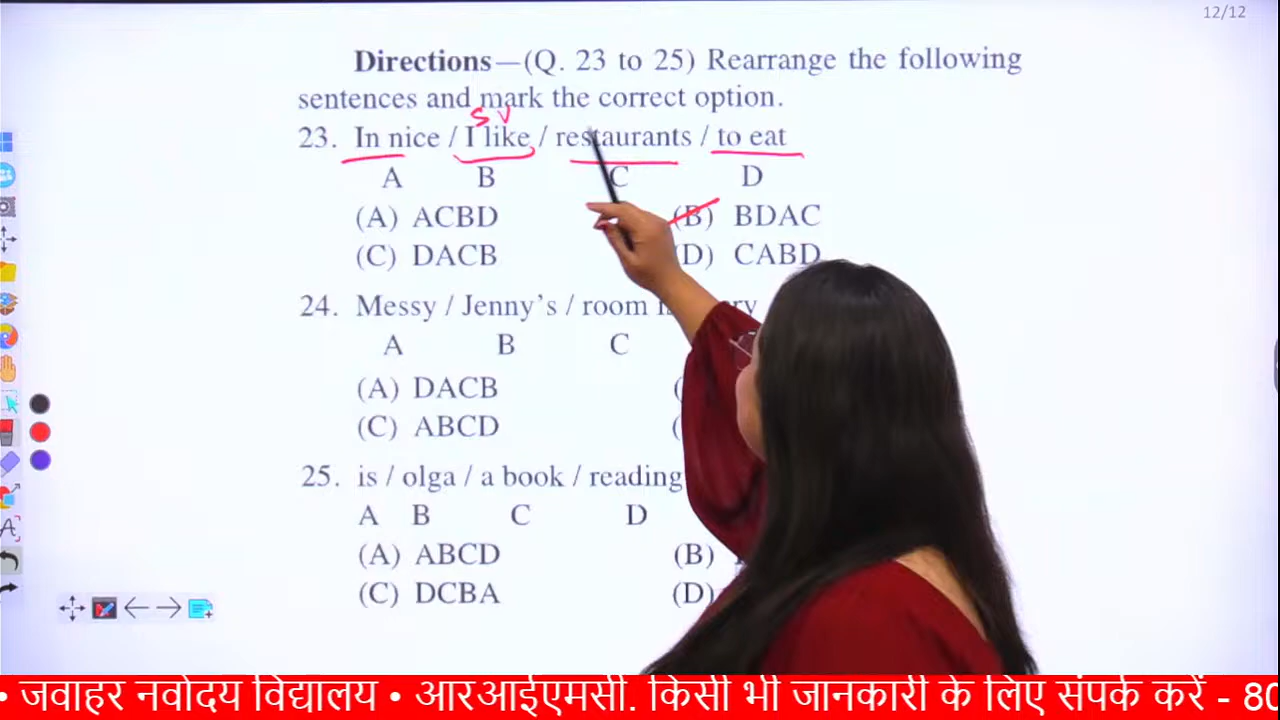 12/12
Directions—(Q. 23 to 25) Rearrange the following
sentences and mark the correct option.
S V
23. In nice / I like / restaurants / to eat
A B C D
(A) ACBD (B) BDAC
(C) DACB (D) CABD
24. Messy / Jenny's / room
A B C
(A) DACB
(C) ABCD
25. is / olga / a book / reading
A B C D
(A) ABCD (B)
(C) DCBA (D)
• जवाहर नवोदय विद्यालय • आरआईएमसी. किसी भी जानकारी के लिए संपर्क करें - 80